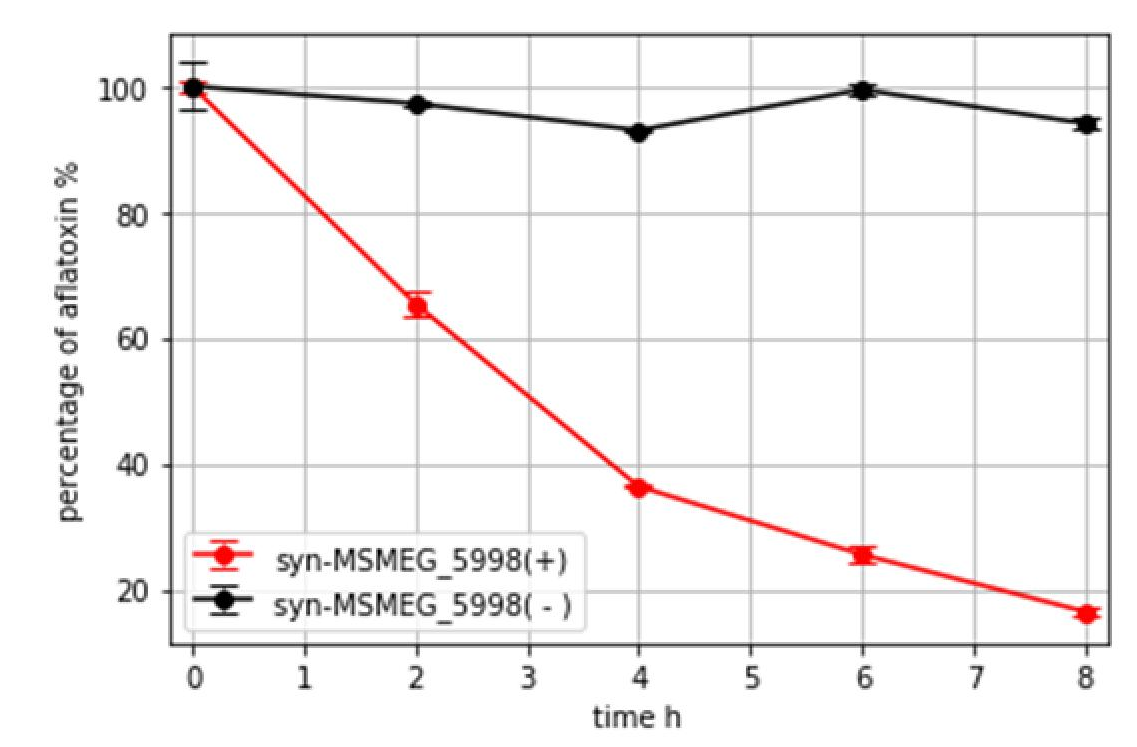 percentage of aflatoxin %
100
80
60
40
20
syn-MSMEG_5998(+)
syn-MSMEG_5998( - )
0 1 2 3 4 5 6 7 8
time h